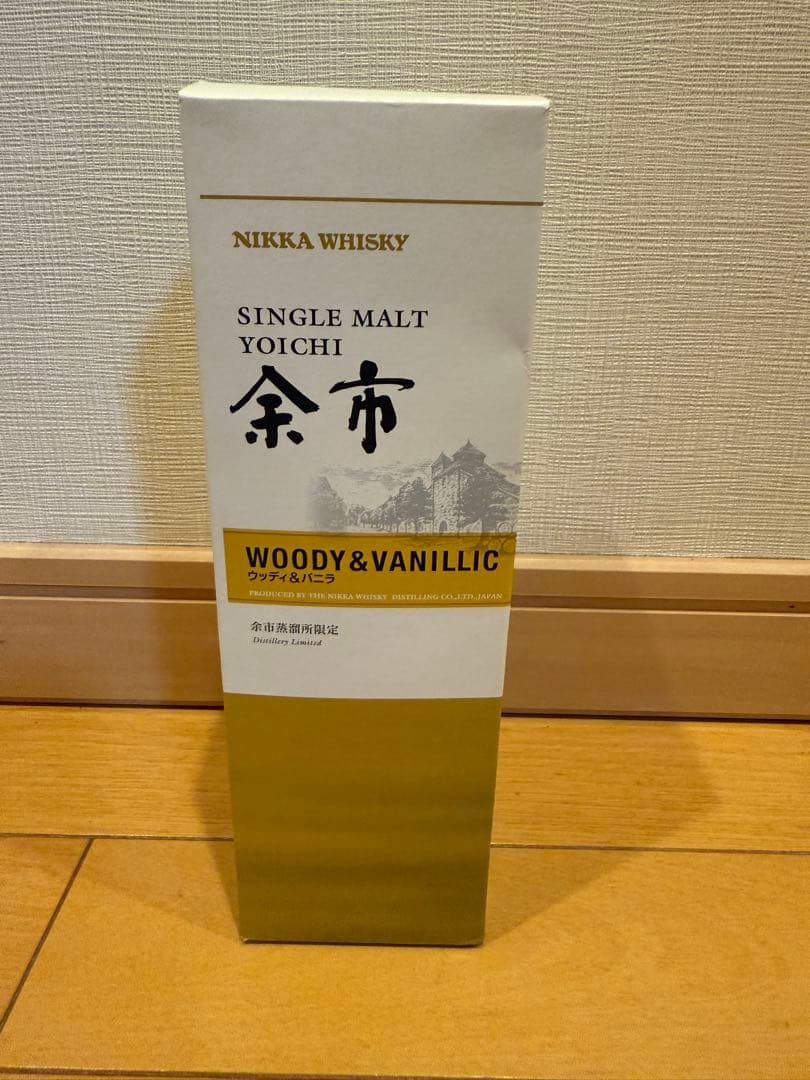 NIKKA WHISKY
SINGLE MALT
YOICHI
余市
WOODY&VANILLIC
ウッディ&バニラ
PRODUCED BY THE NIKKA WHISKY DISTILLING CO.,LTD.,JAPAN
余市蒸溜所限定
Distillery Limited